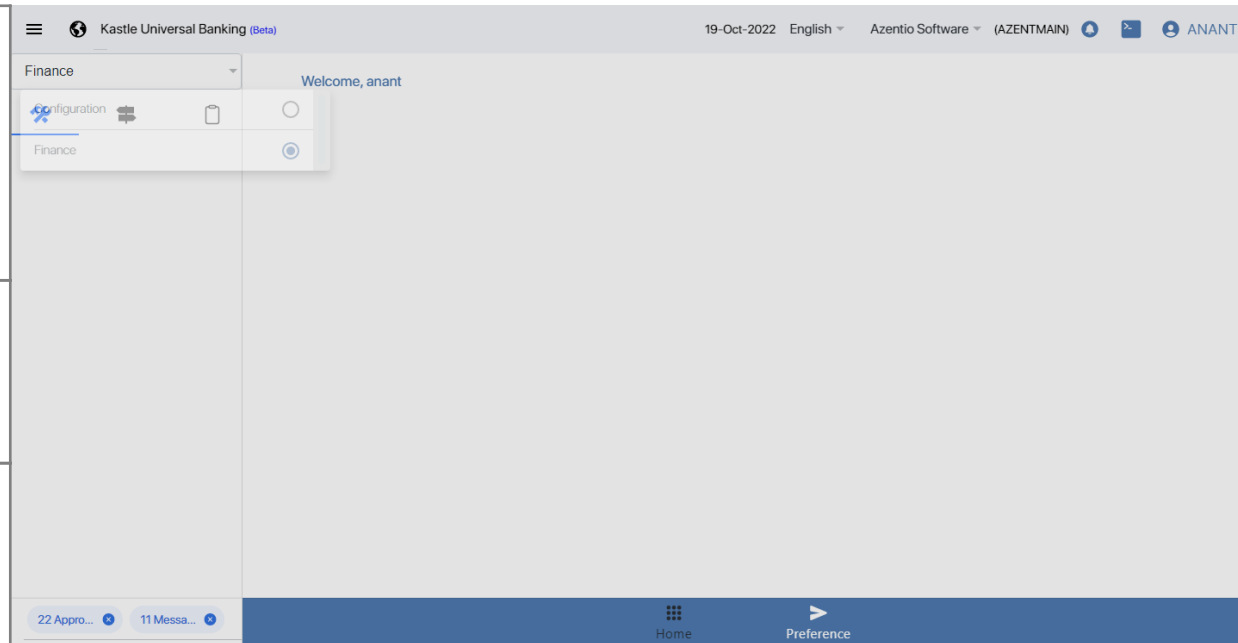 Kastle Universal Banking (Beta) 19-Oct-2022 English Azentio Software (AZENTMAIN) ANANT
Finance
Welcome, anant
Configuration
Finance
22 Appro... 11 Messa...
Home Preference